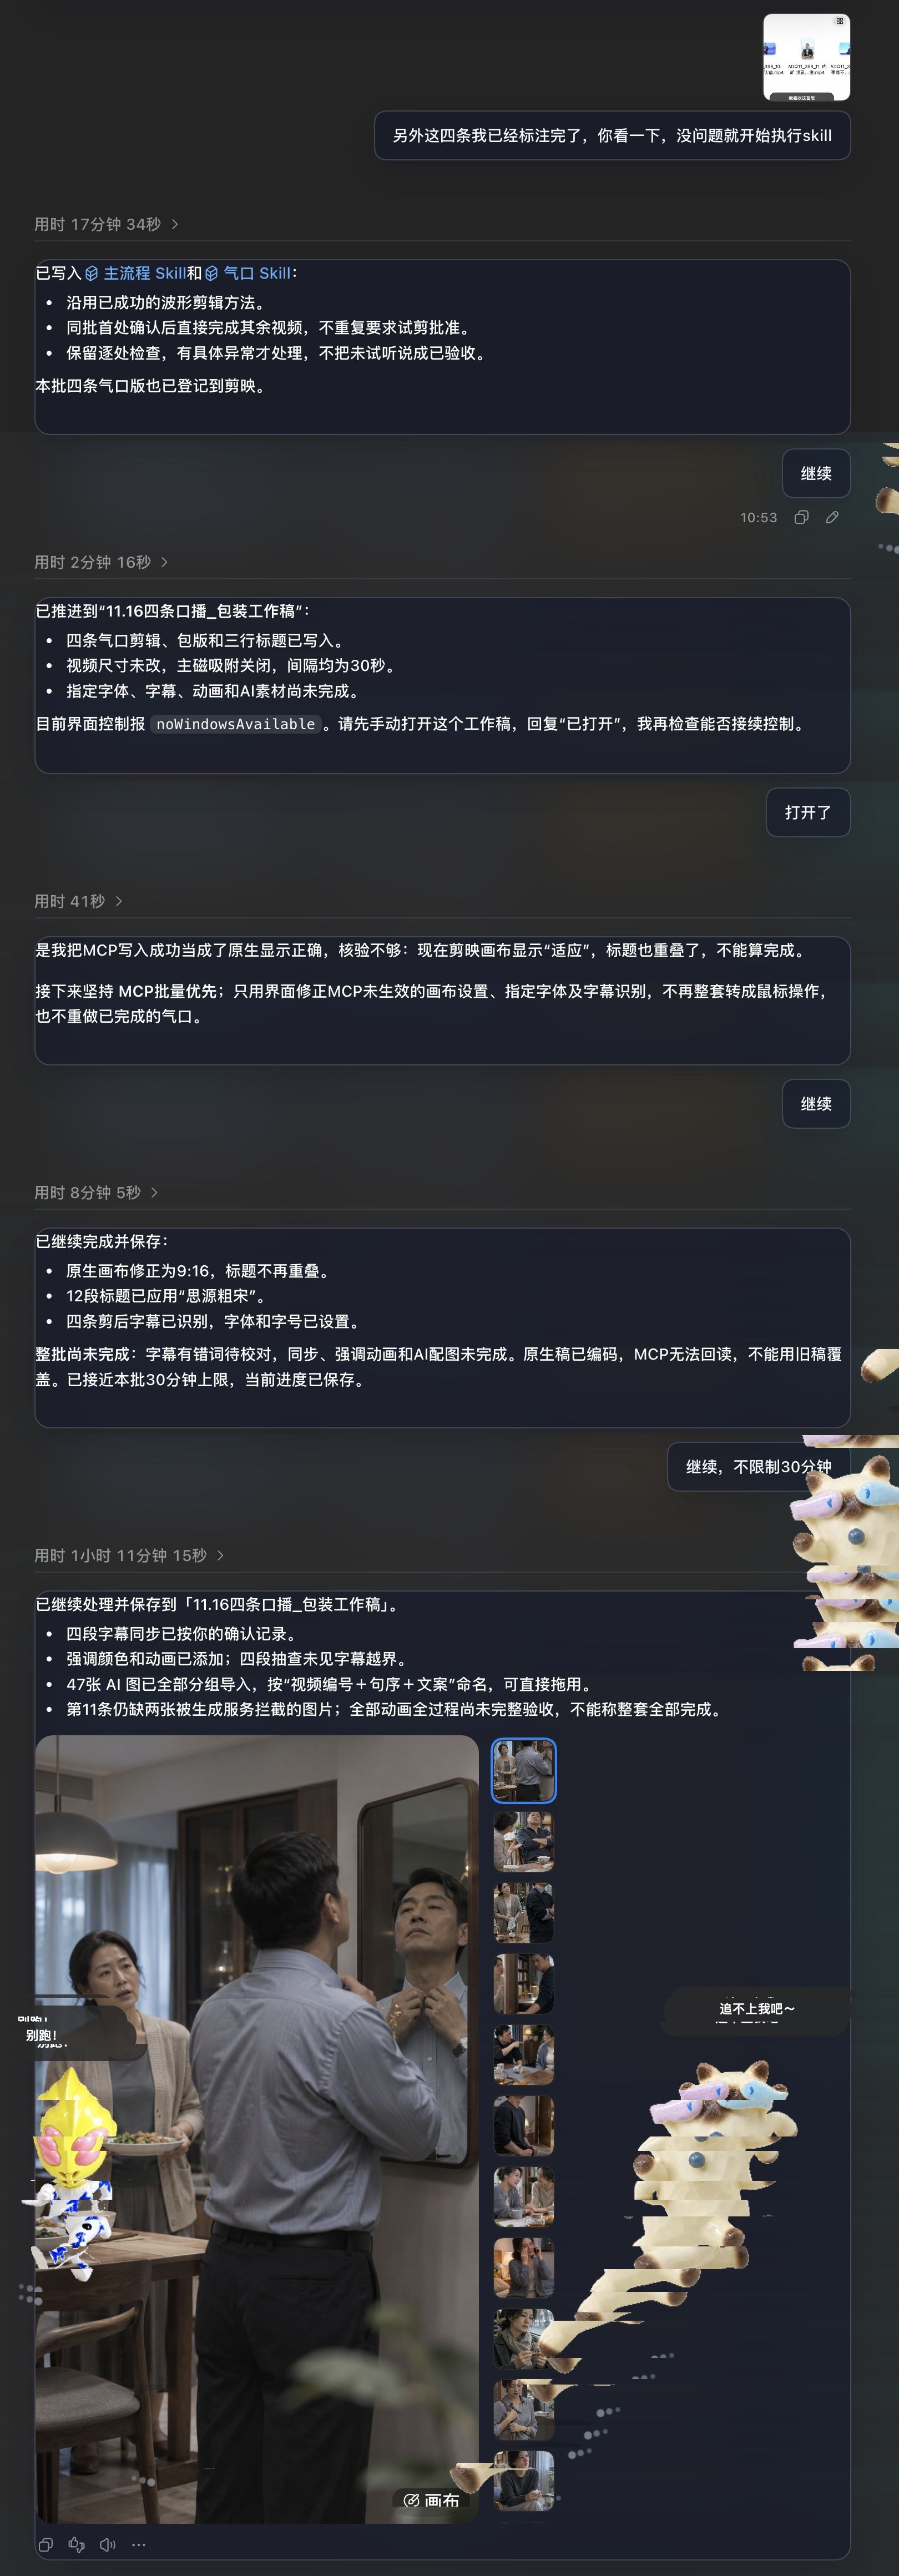 另外这四条我已经标注完了，你看一下，没问题就开始执行skill
用时 17分钟 34秒
已写入 主流程 Skill和 气口 Skill：
• 沿用已成功的波形剪辑方法。
• 同批首处确认后直接完成其余视频，不重复要求试剪批准。
• 保留逐处检查，有具体异常才处理，不把未试听说成已验收。
本批四条气口版也已登记到剪映。
继续
10:53
用时 2分钟 16秒
已推进到“11.16四条口播_包装工作稿”：
• 四条气口剪辑、包版和三行标题已写入。
• 视频尺寸未改，主磁吸附关闭，间隔均为30秒。
• 指定字体、字幕、动画和AI素材尚未完成。
目前界面控制报 noWindowsAvailable 。请先手动打开这个工作稿，回复“已打开”，我再检查能否接续控制。
打开了
用时 41秒
是我把MCP写入成功当成了原生显示正确，核验不够：现在剪映画布显示“适应”，标题也重叠了，不能算完成。
接下来坚持 MCP批量优先；只用界面修正MCP未生效的画布设置、指定字体及字幕识别，不再整套转成鼠标操作，
也不重做已完成的气口。
继续
用时 8分钟 5秒
已继续完成并保存：
• 原生画布修正为9:16，标题不再重叠。
• 12段标题已应用“思源粗宋”。
• 四条剪后字幕已识别，字体和字号已设置。
整批尚未完成：字幕有错词待校对，同步、强调动画和AI配图未完成。原生稿已编码，MCP无法回读，不能用旧稿覆
盖。已接近本批30分钟上限，当前进度已保存。
继续，不限制30分钟
用时 1小时 11分钟 15秒
已继续处理并保存到「11.16四条口播_包装工作稿」。
• 四段字幕同步已按你的确认记录。
• 强调颜色和动画已添加；四段抽查未见字幕越界。
• 47张 AI 图已全部分组导入，按“视频编号＋句序＋文案”命名，可直接拖用。
• 第11条仍缺两张被生成服务拦截的图片；全部动画全过程尚未完整验收，不能称整套全部完成。
追不上我吧～
别跑！
画布